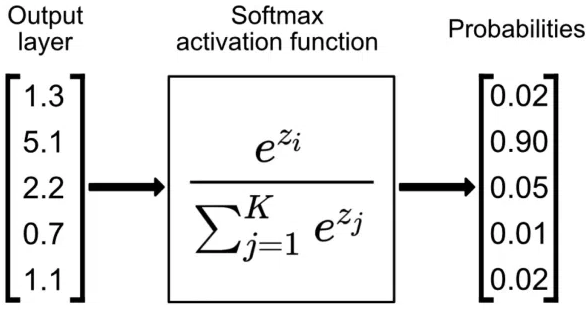 Output
layer
Softmax
activation function
Probabilities
1.3
5.1
2.2
0.7
1.1
e^{z_i}
∑_{j=1}^{K} e^{z_j}
0.02
0.90
0.05
0.01
0.02